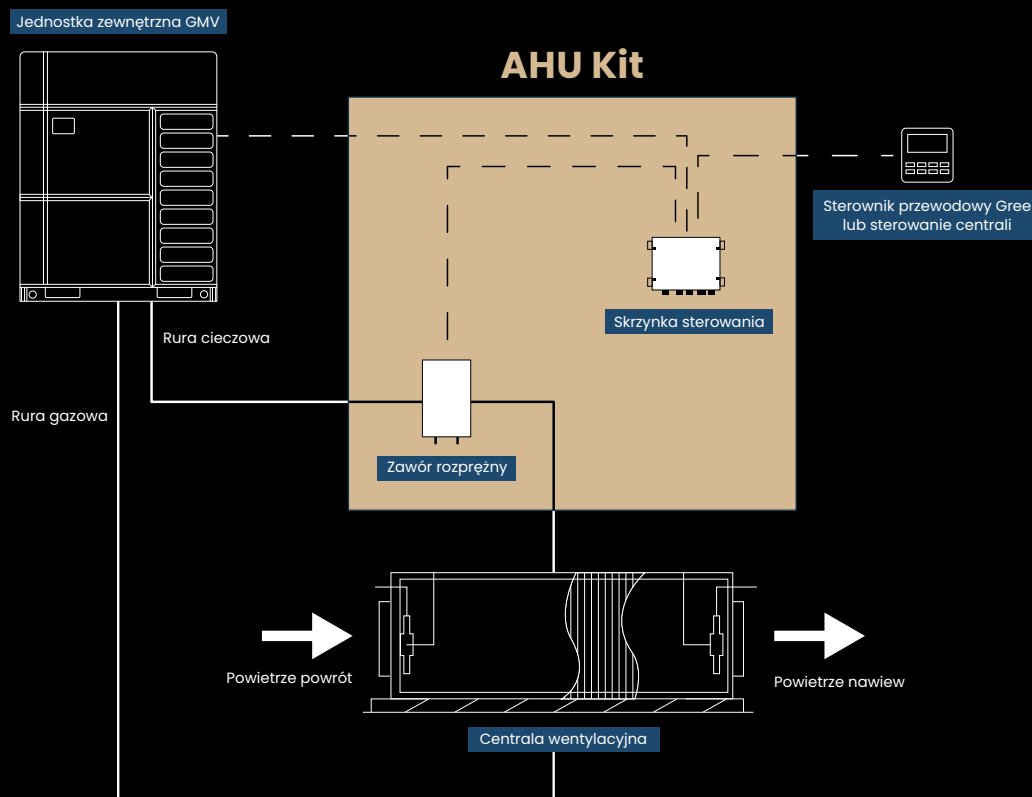 Jednostka zewnętrzna GMV
AHU Kit
Sterownik przewodowy Gree
lub sterowanie centrali
Skrzynka sterowania
Rura cieczowa
Rura gazowa
Zawór rozprężny
Powietrze powrót
Powietrze nawiew
Centrala wentylacyjna